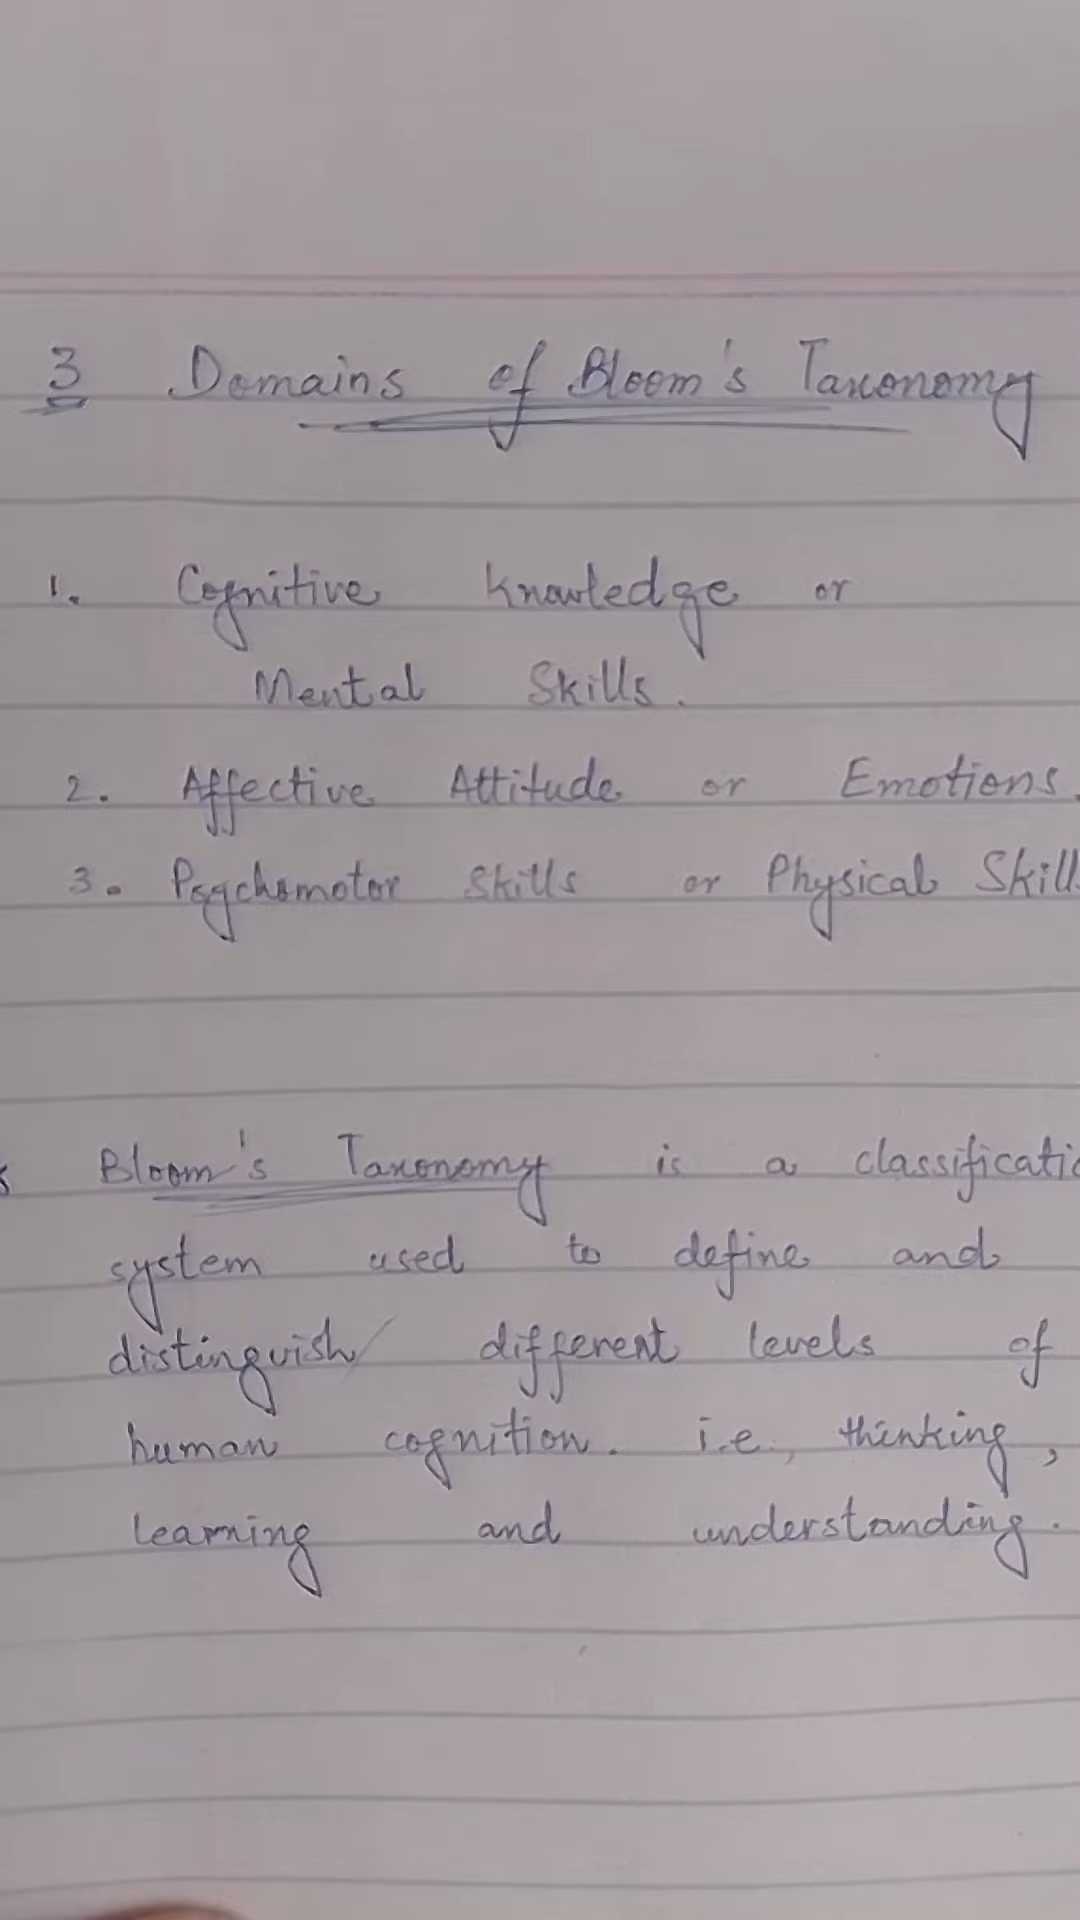 3 Domains of Bloom's Taxonomy
1. Cognitive Knowledge or
Mental Skills.
2. Affective Attitude or Emotions.
3. Psychomotor Skills or Physical Skill
Bloom's Taxonomy is a classificatio
system used to define and
distinguish different levels of
human cognition. i.e., thinking,
learning and understanding.